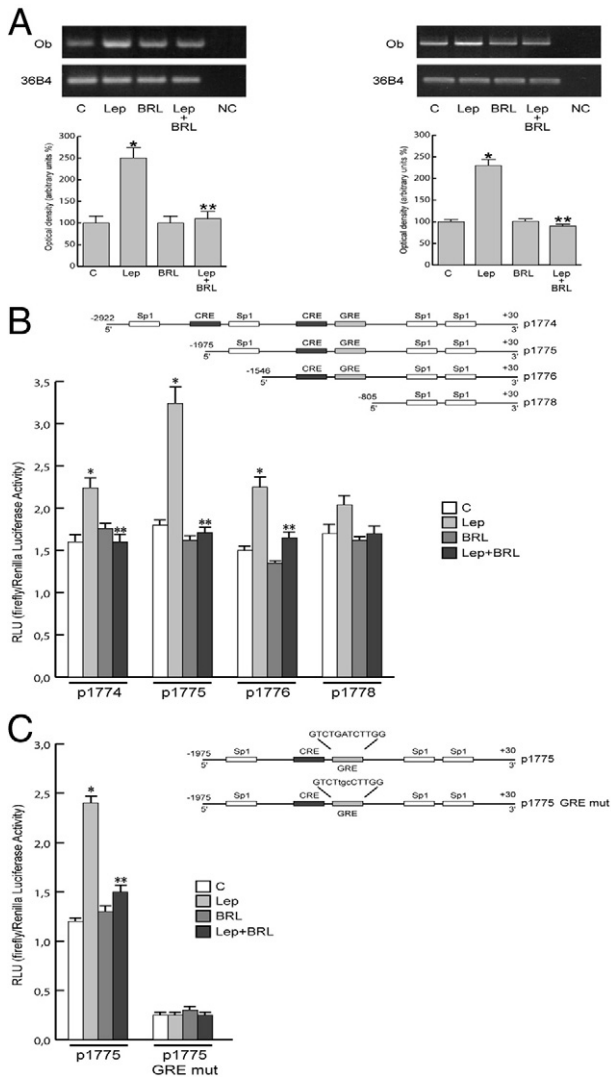 A
Ob
36B4
C Lep BRL Lep + BRL NC
Optical density (arbitrary units %)
300
250
200
150
100
50
0
*
**
C Lep BRL Lep + BRL
Ob
36B4
C Lep BRL Lep + BRL NC
Optical density (arbitrary units %)
300
250
200
150
100
50
0
*
**
C Lep BRL Lep + BRL
B
-2922 Sp1 CRE Sp1 CRE GRE Sp1 Sp1 +30
5' 3' p1774
-1975 Sp1 CRE GRE Sp1 Sp1 +30
5' 3' p1775
-1546 CRE GRE Sp1 Sp1 +30
5' 3' p1776
-805 Sp1 Sp1 +30
5' 3' p1778
RLU (firefly/Renilla Luciferase Activity)
3,5
3,0
2,5
2,0
1,5
1,0
0,5
0,0
* ** * ** * **
C
Lep
BRL
Lep+BRL
p1774 p1775 p1776 p1778
C
GTCTGATCTTGG
-1975 Sp1 CRE Sp1 Sp1 +30
5' GRE 3' p1775
GTCTtgcCTTGG
-1975 Sp1 CRE Sp1 Sp1 +30
5' GRE 3' p1775 GRE mut
RLU (firefly/Renilla Luciferase Activity)
3,0
2,5
2,0
1,5
1,0
0,5
0,0
*
**
C
Lep
BRL
Lep+BRL
p1775 p1775
GRE mut